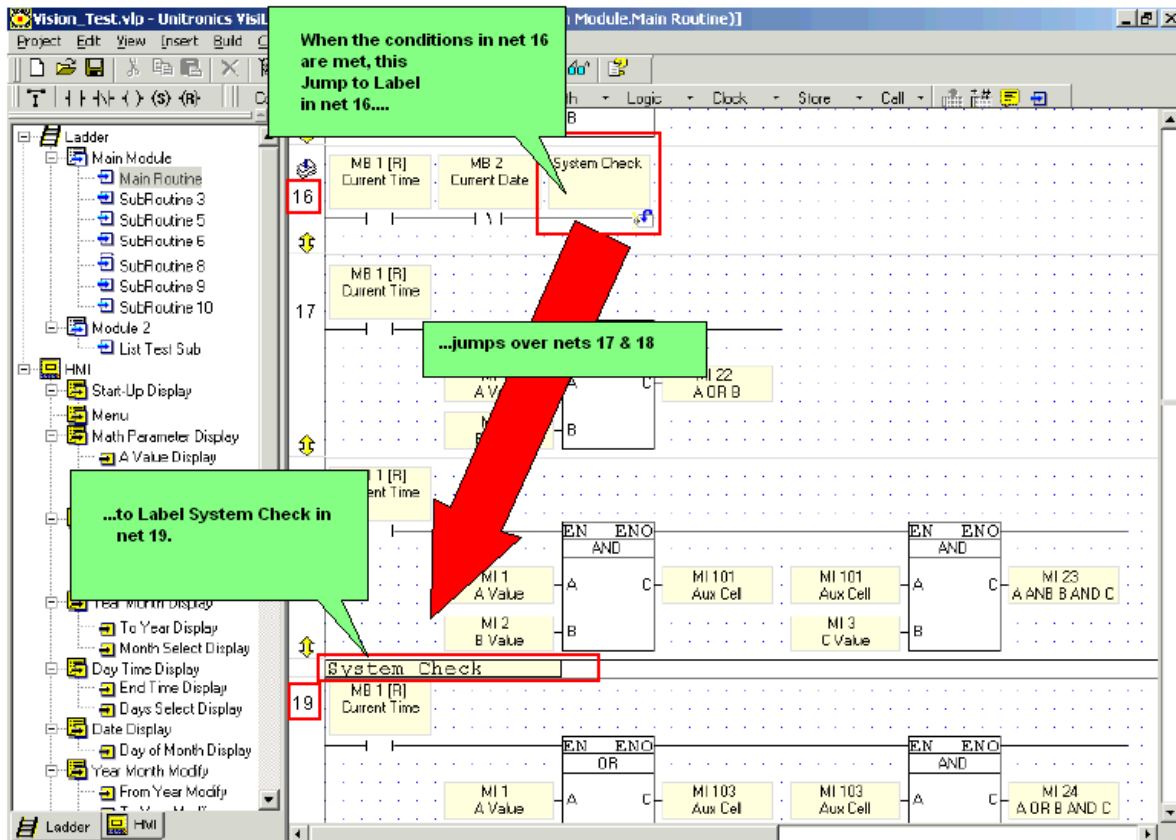 Vision_Test.vlp - Unitronics VisiL
n Module.Main Routine)]
Project Edit View Insert Build
When the conditions in net 16
are met, this
Jump to Label
in net 16....
Logic Clock Store Call
Ladder
Main Module
Main Routine
SubRoutine 3
SubRoutine 5
SubRoutine 6
SubRoutine 8
SubRoutine 9
SubRoutine 10
Module 2
List Test Sub
HMI
Start-Up Display
Menu
Math Parameter Display
A Value Display
Year Month Display
To Year Display
Month Select Display
Day Time Display
End Time Display
Days Select Display
Date Display
Day of Month Display
Year Month Modify
From Year Modify
Ladder HMI
B
16
MB 1 [R]
Current Time
MB 2
Current Date
System Check
17
MB 1 [R]
Current Time
...jumps over nets 17 & 18
A C
MI 22
A OR B
B
1 [R]
ent Time
...to Label System Check in
net 19.
EN ENO
AND
EN ENO
AND
MI 1
A Value
A C
MI 101
Aux Cell
MI 101
Aux Cell
A C
MI 23
A ANB B AND C
MI 2
B Value
B
MI 3
C Value
B
System Check
19
MB 1 [R]
Current Time
EN ENO
OR
EN ENO
AND
MI 1
A Value
A C
MI 103
Aux Cell
MI 103
Aux Cell
A C
MI 24
A OR B AND C